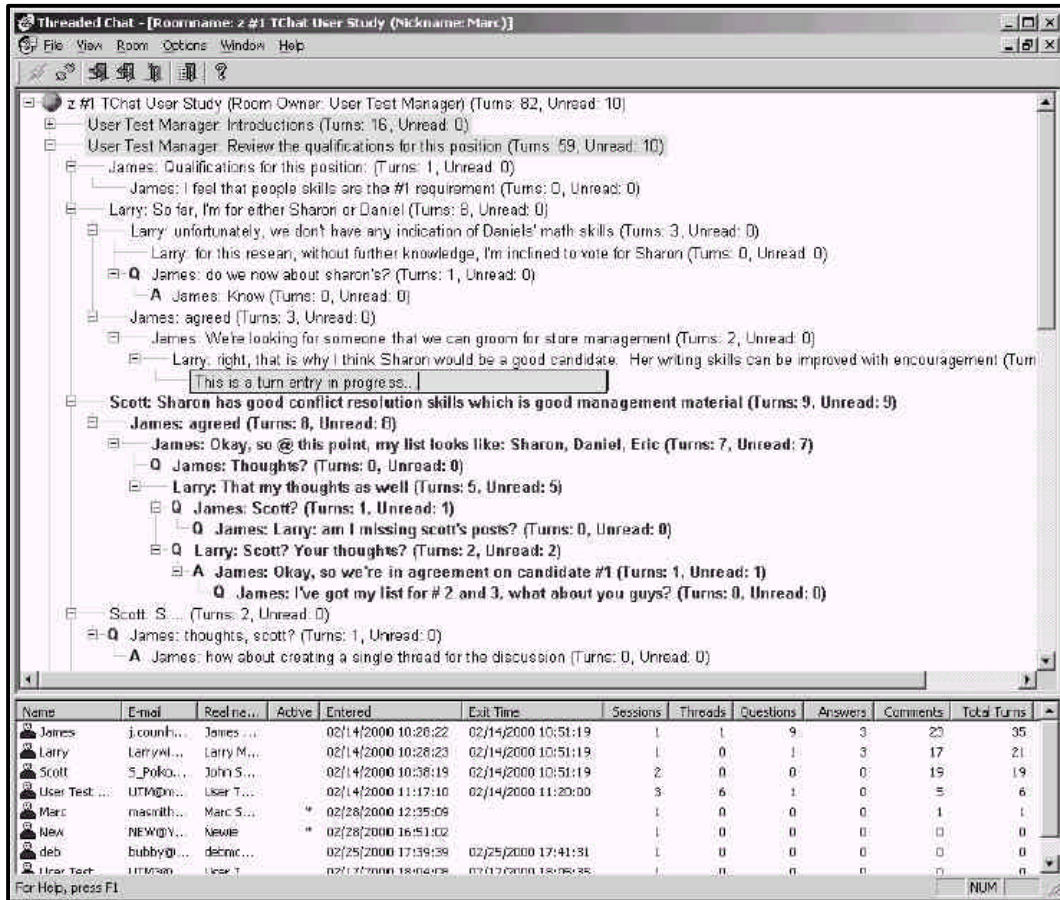 Threaded Chat - [Roomname: z #1 TChat User Study (Nickname: Marc)]
File View Room Options Window Help
z #1 TChat User Study (Room Owner: User Test Manager) (Turns: 82, Unread: 10)
User Test Manager: Introductions (Turns: 16, Unread: 0)
User Test Manager: Review the qualifications for this position (Turns: 59, Unread: 10)
James: Qualifications for this position: (Turns: 1, Unread: 0)
James: I feel that people skills are the #1 requirement (Turns: 0, Unread: 0)
Larry: So far, I'm for either Sharon or Daniel (Turns: 8, Unread: 0)
Larry: unfortunately, we don't have any indication of Daniels' math skills (Turns: 3, Unread: 0)
Larry: for this resean, without further knowledge, I'm inclined to vote for Sharon (Turns: 0, Unread: 0)
Q James: do we now about sharon's? (Turns: 1, Unread: 0)
A James: Know (Turns: 0, Unread: 0)
James: agreed (Turns: 3, Unread: 0)
James: We're looking for someone that we can groom for store management (Turns: 2, Unread: 0)
Larry: right, that is why I think Sharon would be a good candidate. Her writing skills can be improved with encouragement (Turn
This is a turn entry in progress...
Scott: Sharon has good conflict resolution skills which is good management material (Turns: 9, Unread: 9)
James: agreed (Turns: 8, Unread: 8)
James: Okay, so @ this point, my list looks like: Sharon, Daniel, Eric (Turns: 7, Unread: 7)
Q James: Thoughts? (Turns: 0, Unread: 0)
Larry: That my thoughts as well (Turns: 5, Unread: 5)
Q James: Scott? (Turns: 1, Unread: 1)
Q James: Larry: am I missing scott's posts? (Turns: 0, Unread: 0)
Q Larry: Scott? Your thoughts? (Turns: 2, Unread: 2)
A James: Okay, so we're in agreement on candidate #1 (Turns: 1, Unread: 1)
Q James: I've got my list for # 2 and 3, what about you guys? (Turns: 0, Unread: 0)
Scott: S.... (Turns: 2, Unread: 0)
Q James: thoughts, scott? (Turns: 1, Unread: 0)
A James: how about creating a single thread for the discussion (Turns: 0, Unread: 0)
Name E-mail Real na... Active Entered Exit Time Sessions Threads Questions Answers Comments Total Turns
James James ... 02/14/2000 10:28:22 02/14/2000 10:51:19 1 1 9 3 23 35
Larry Larry M... 02/14/2000 10:28:23 02/14/2000 10:51:19 1 0 1 3 17 21
Scott S_Polko... John S... 02/14/2000 10:38:19 02/14/2000 10:51:19 2 0 0 0 19 19
User Test ... User T... 02/14/2000 11:17:10 02/14/2000 11:20:00 3 6 1 0 5 6
Marc masmith... Marc S... * 02/28/2000 12:35:09 1 0 0 0 1 1
New NEW@Y... Newie * 02/28/2000 16:51:02 1 0 0 0 0 0
deb bubby@... 02/25/2000 17:39:39 02/25/2000 17:41:31 1 0 0 0 0 0
User Test
For Help, press F1 NUM